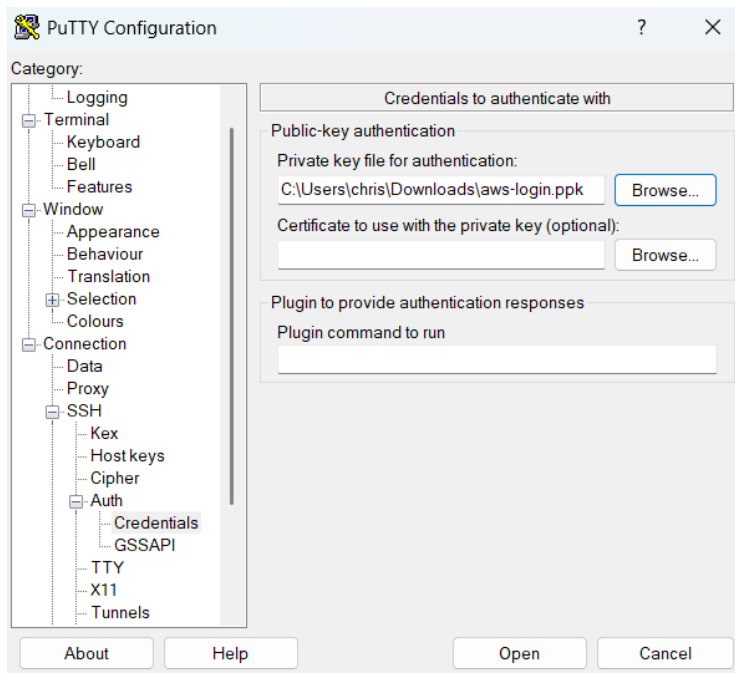 PuTTY Configuration
?
Category:
Logging
Terminal
Keyboard
Bell
Features
Window
Appearance
Behaviour
Translation
Selection
Colours
Connection
Data
Proxy
SSH
Kex
Host keys
Cipher
Auth
Credentials
GSSAPI
TTY
X11
Tunnels
Credentials to authenticate with
Public-key authentication
Private key file for authentication:
C:\Users\chris\Downloads\aws-login.ppk Browse...
Certificate to use with the private key (optional):
Browse...
Plugin to provide authentication responses
Plugin command to run
About Help Open Cancel